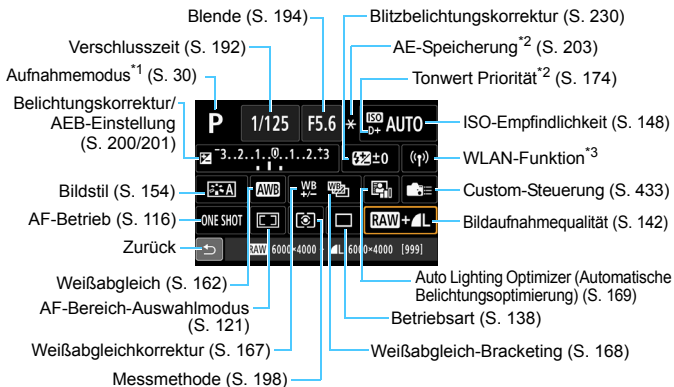 Blende (S. 194)
Blitzbelichtungskorrektur (S. 230)
Verschlusszeit (S. 192)
AE-Speicherung*2 (S. 203)
Aufnahmemodus*1 (S. 30)
Tonwert Priorität*2 (S. 174)
Belichtungskorrektur/
AEB-Einstellung
(S. 200/201)
P 1/125 F5.6 * ISO D+ AUTO
ISO-Empfindlichkeit (S. 148)
-3..2..1..0..1..2.+3 ±0
WLAN-Funktion*3
Bildstil (S. 154)
A AWB WB +/- WB
Custom-Steuerung (S. 433)
AF-Betrieb (S. 116)
ONE SHOT RAW+L
Bildaufnahmequalität (S. 142)
Zurück
RAW 6000×4000 L 6000×4000 [999]
Weißabgleich (S. 162)
Auto Lighting Optimizer (Automatische
Belichtungsoptimierung) (S. 169)
AF-Bereich-Auswahlmodus
(S. 121)
Betriebsart (S. 138)
Weißabgleichkorrektur (S. 167)
Weißabgleich-Bracketing (S. 168)
Messmethode (S. 198)